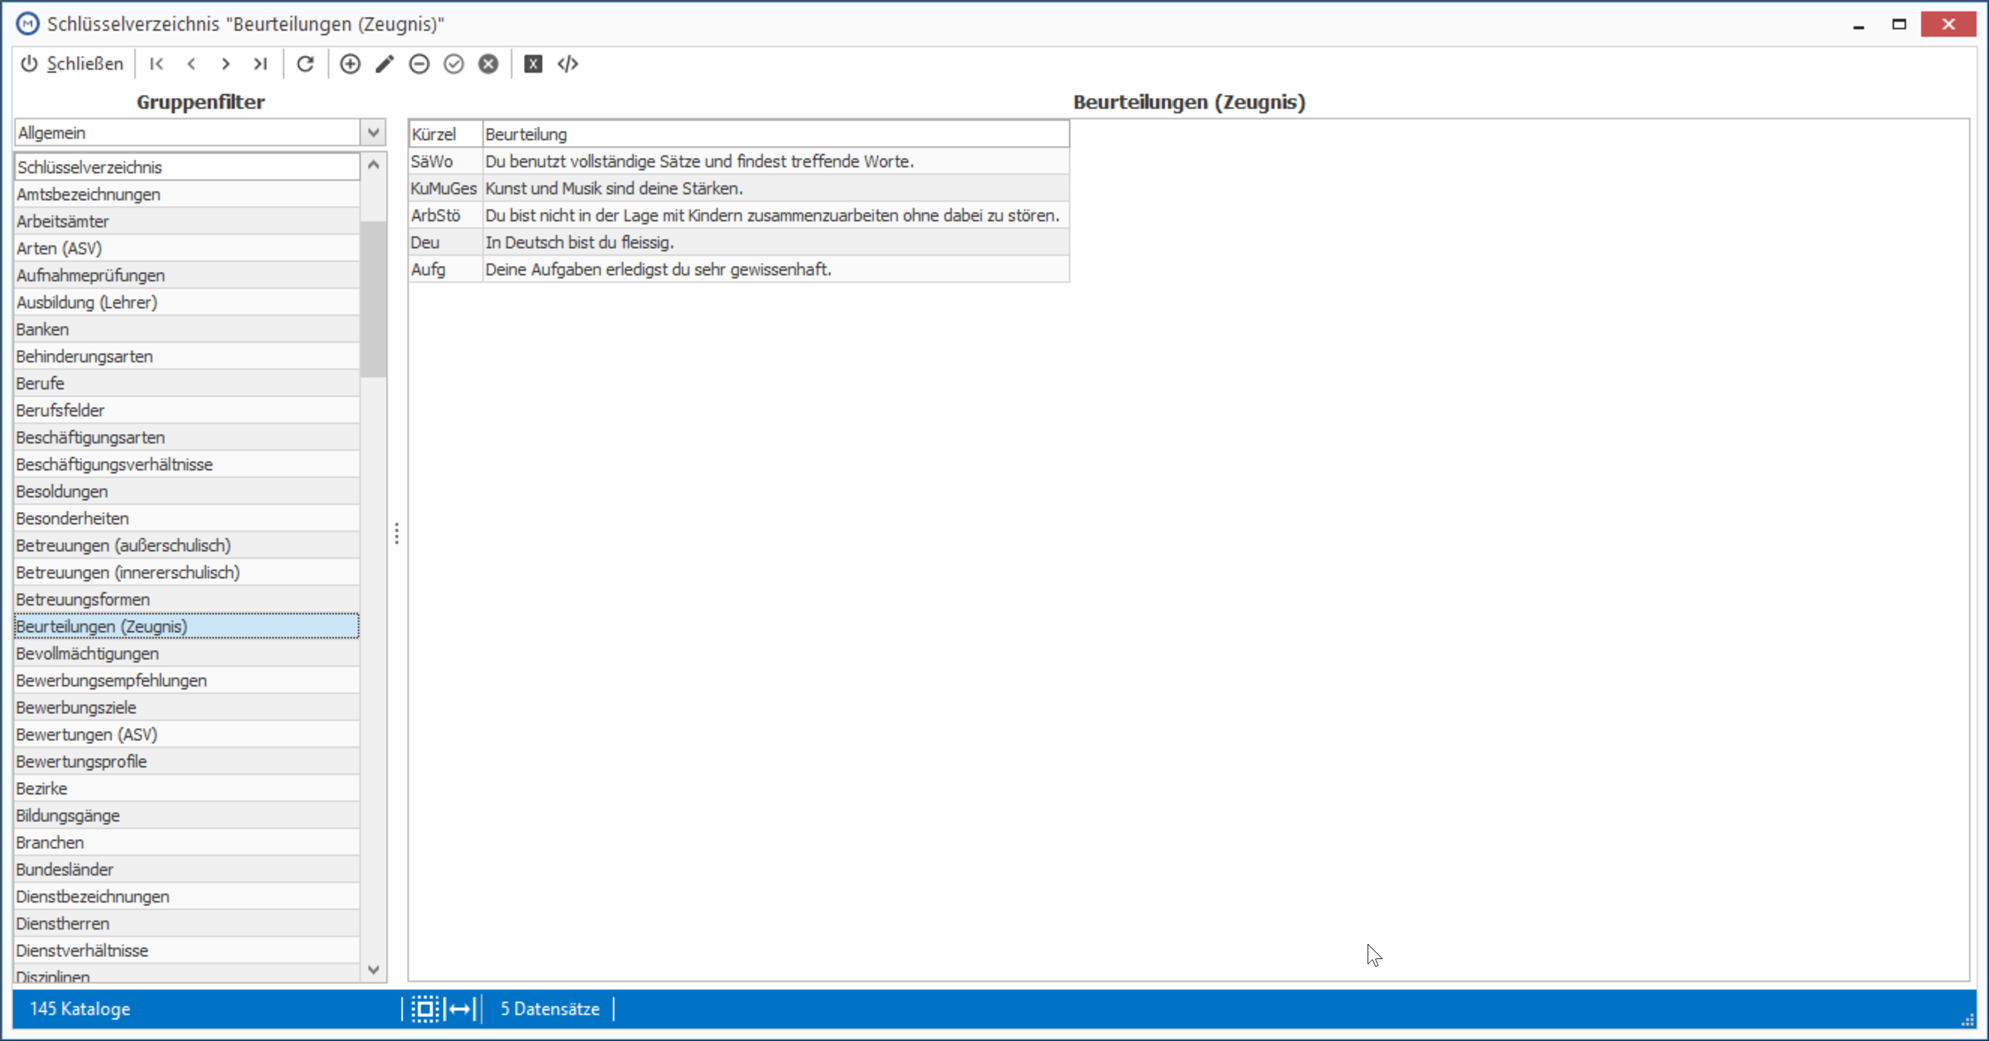 Schlüsselverzeichnis "Beurteilungen (Zeugnis)"
Schließen
Gruppenfilter
Allgemein
Schlüsselverzeichnis
Amtsbezeichnungen
Arbeitsämter
Arten (ASV)
Aufnahmeprüfungen
Ausbildung (Lehrer)
Banken
Behinderungsarten
Berufe
Berufsfelder
Beschäftigungsarten
Beschäftigungsverhältnisse
Besoldungen
Besonderheiten
Betreuungen (außerschulisch)
Betreuungen (innererschulisch)
Betreuungsformen
Beurteilungen (Zeugnis)
Bevollmächtigungen
Bewerbungsempfehlungen
Bewerbungsziele
Bewertungen (ASV)
Bewertungsprofile
Bezirke
Bildungsgänge
Branchen
Bundesländer
Dienstbezeichnungen
Dienstherren
Dienstverhältnisse
Disziplinen
Beurteilungen (Zeugnis)
Kürzel Beurteilung
SäWo Du benutzt vollständige Sätze und findest treffende Worte.
KuMuGes Kunst und Musik sind deine Stärken.
ArbStö Du bist nicht in der Lage mit Kindern zusammenzuarbeiten ohne dabei zu stören.
Deu In Deutsch bist du fleissig.
Aufg Deine Aufgaben erledigst du sehr gewissenhaft.
145 Kataloge
5 Datensätze